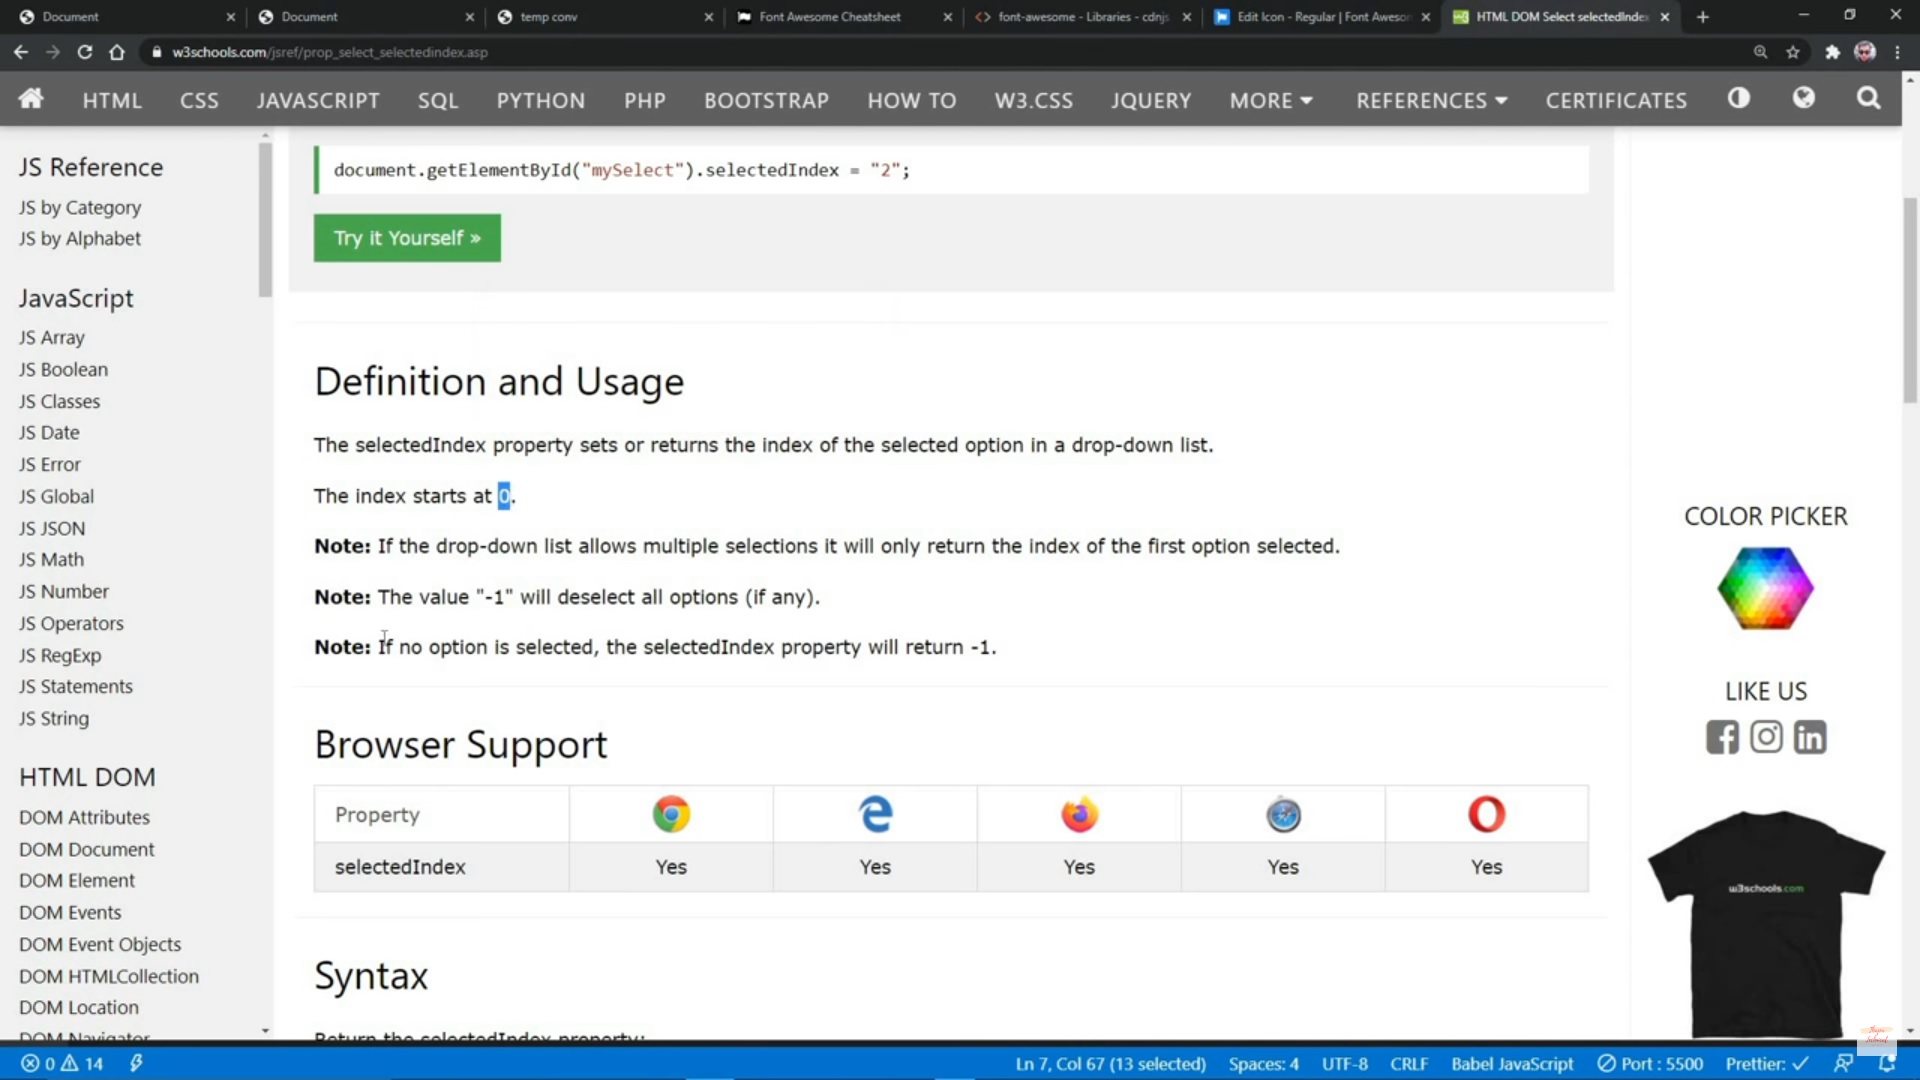 Document
Document
temp conv
Font Awesome Cheatsheet
font-awesome - Libraries - cdnjs
Edit Icon - Regular | Font Aweson
HTML DOM Select selectedIndex
w3schools.com/jsref/prop_select_selectedindex.asp
HTML CSS JAVASCRIPT SQL PYTHON PHP BOOTSTRAP HOW TO W3.CSS JQUERY MORE REFERENCES CERTIFICATES
JS Reference
JS by Category
JS by Alphabet
JavaScript
JS Array
JS Boolean
JS Classes
JS Date
JS Error
JS Global
JS JSON
JS Math
JS Number
JS Operators
JS RegExp
JS Statements
JS String
HTML DOM
DOM Attributes
DOM Document
DOM Element
DOM Events
DOM Event Objects
DOM HTMLCollection
DOM Location
DOM Navigator
document.getElementById("mySelect").selectedIndex = "2";
Try it Yourself »
Definition and Usage
The selectedIndex property sets or returns the index of the selected option in a drop-down list.
The index starts at 0.
Note: If the drop-down list allows multiple selections it will only return the index of the first option selected.
Note: The value "-1" will deselect all options (if any).
Note: If no option is selected, the selectedIndex property will return -1.
Browser Support
Property
selectedIndex Yes Yes Yes Yes Yes
Syntax
Return the selectedIndex property:
COLOR PICKER
LIKE US
w3schools.com
0 14
Ln 7, Col 67 (13 selected) Spaces: 4 UTF-8 CRLF Babel JavaScript Port : 5500 Prettier: ✓